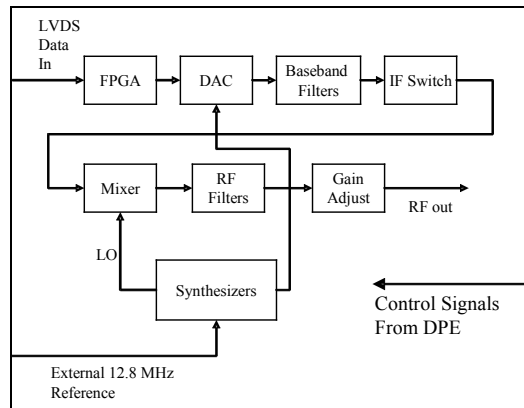 LVDS
Data
In
FPGA
DAC
Baseband
Filters
IF Switch
Mixer
RF
Filters
Gain
Adjust
RF out
LO
Synthesizers
Control Signals
From DPE
External 12.8 MHz
Reference